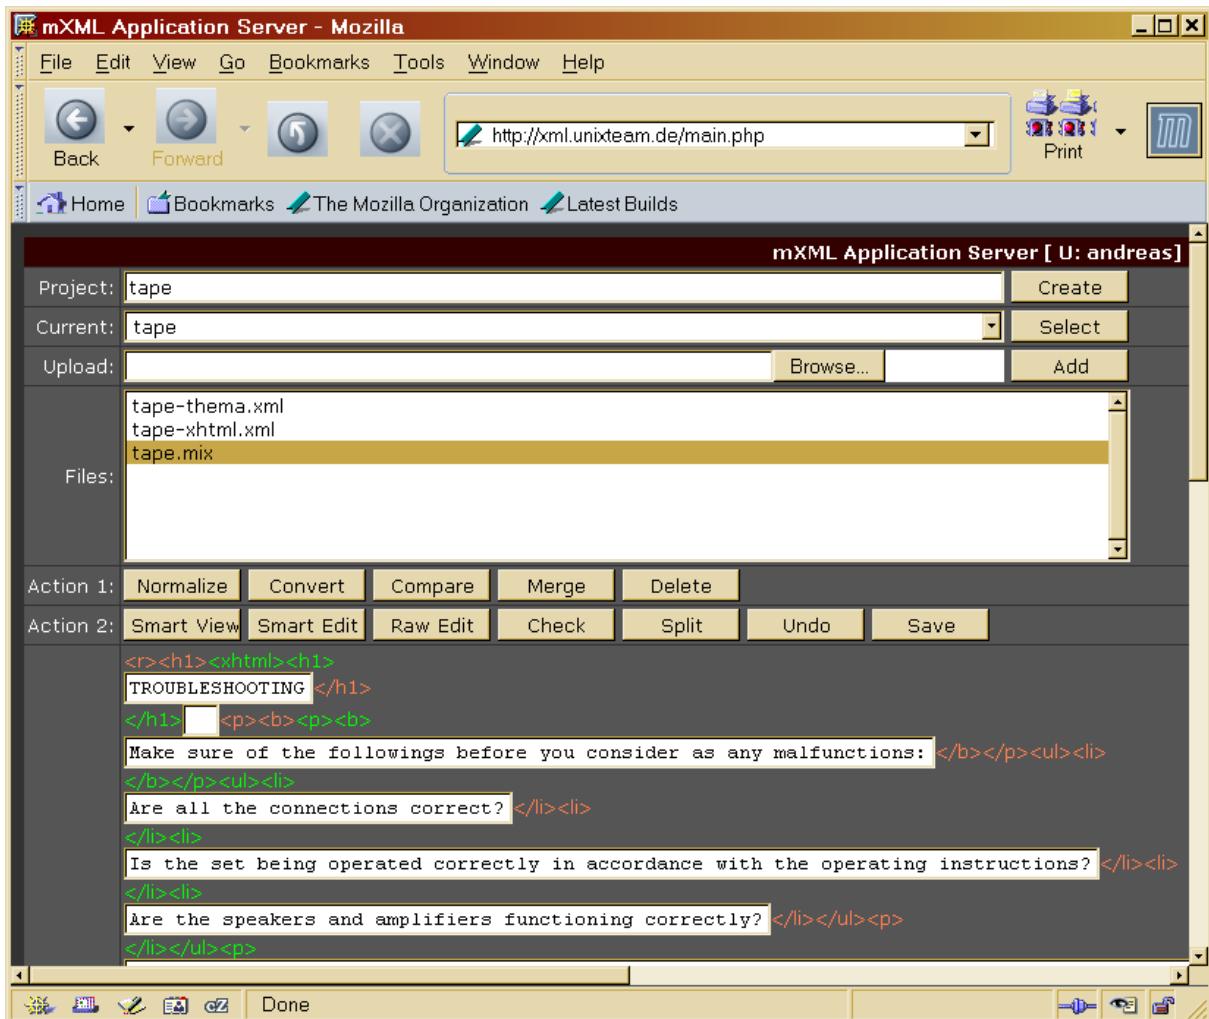 mXML Application Server - Mozilla
File Edit View Go Bookmarks Tools Window Help
http://xml.unixteam.de/main.php
Back Forward Print
Home Bookmarks The Mozilla Organization Latest Builds
mXML Application Server [ U: andreas]
Project: tape Create
Current: tape Select
Upload: Browse... Add
tape-thema.xml
tape-xhtml.xml
tape.mix
Files:
Action 1: Normalize Convert Compare Merge Delete
Action 2: Smart View Smart Edit Raw Edit Check Split Undo Save
<r><h1><xhtml><h1>
TROUBLESHOOTING </h1>
</h1> <p><b><p><b>
Make sure of the followings before you consider as any malfunctions: </b></p><ul><li>
</b></p><ul><li>
Are all the connections correct? </li><li>
</li><li>
Is the set being operated correctly in accordance with the operating instructions? </li><li>
</li><li>
Are the speakers and amplifiers functioning correctly? </li></ul><p>
</li></ul><p>
Done